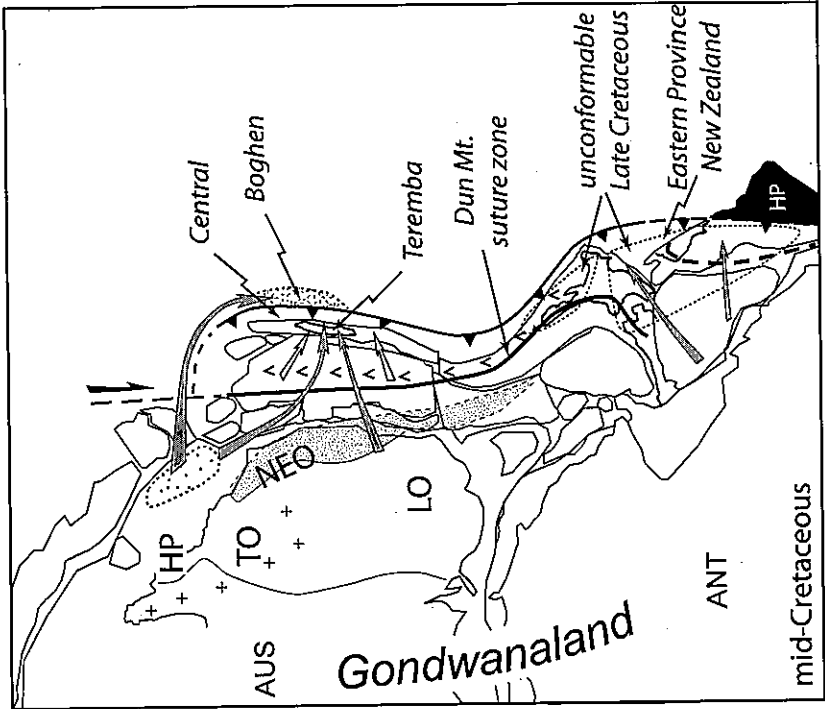 Central
Boghen
Teremba
Dun Mt.
suture zone
unconformable
Late Cretaceous
Eastern Province
New Zealand
HP
NEO
HP
TO
LO
AUS
ANT
Gondwanaland
mid-Cretaceous